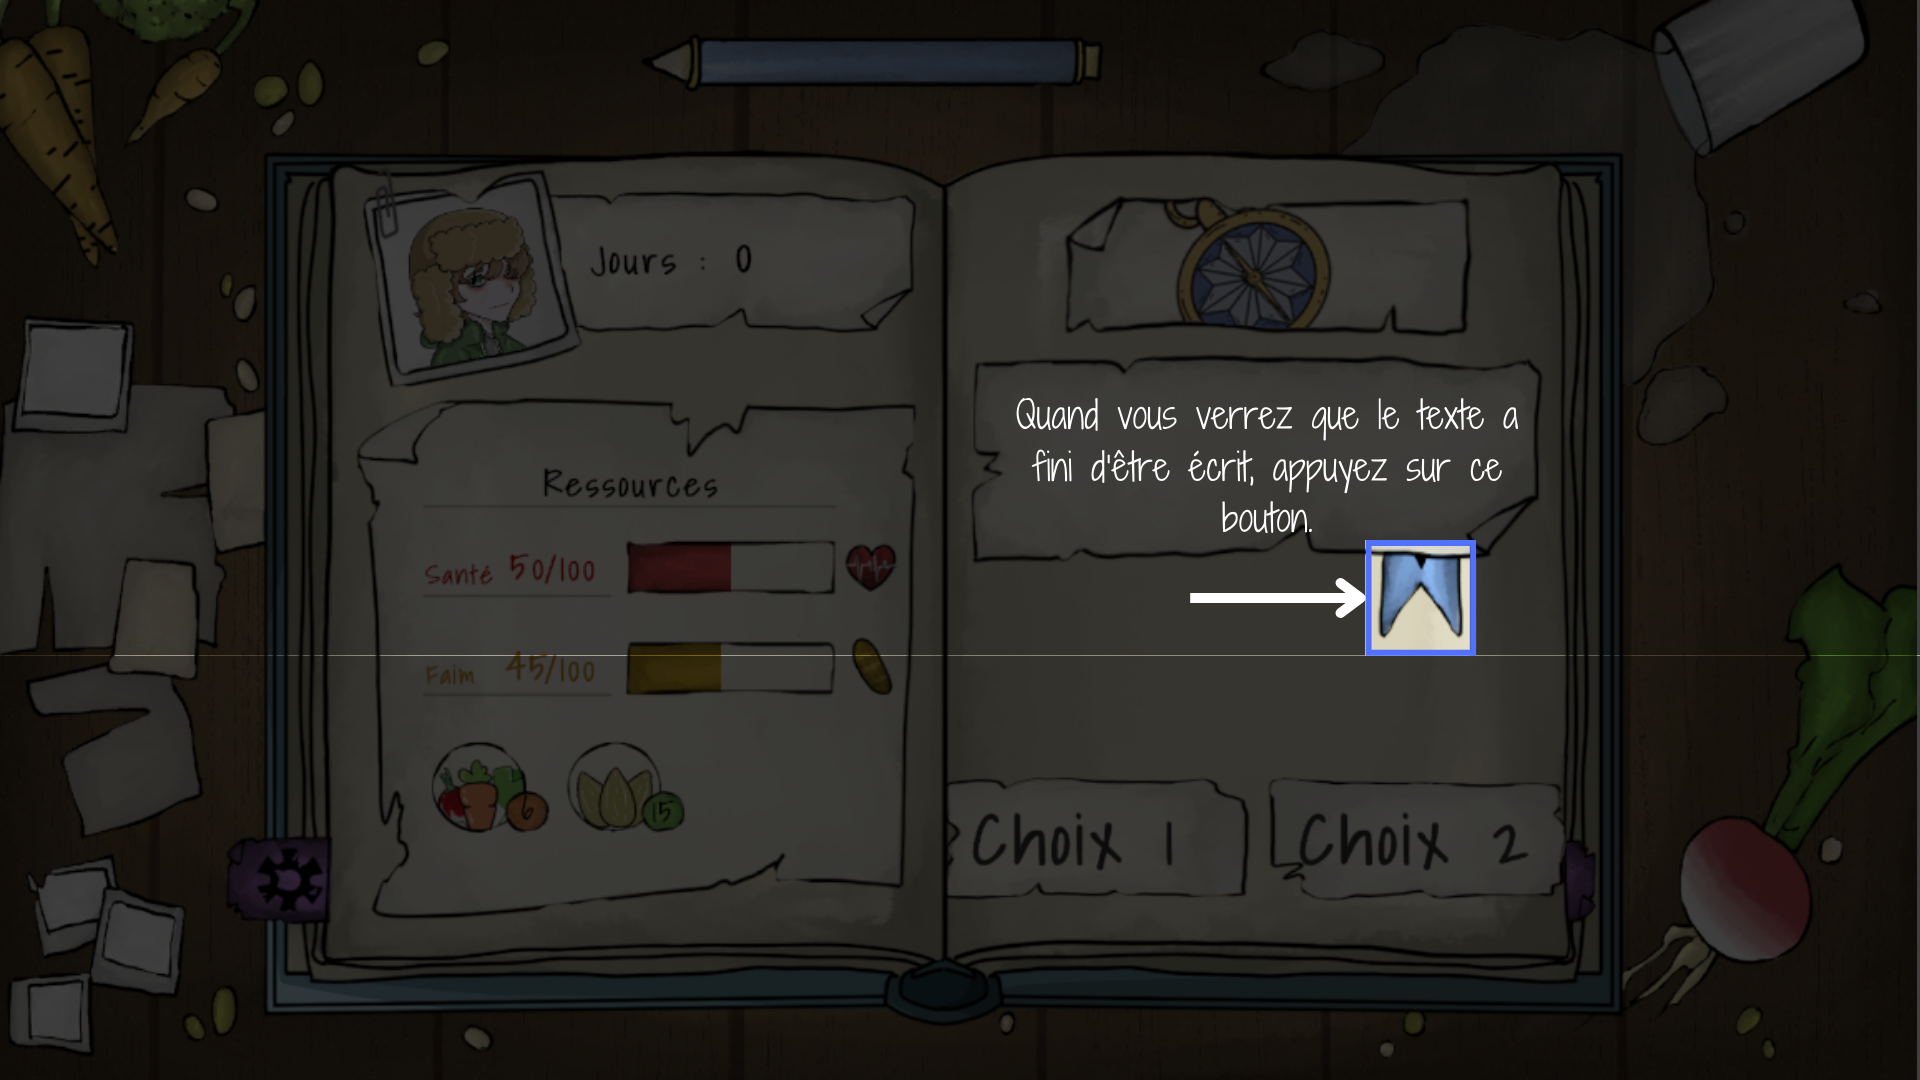 Jours : 0
Ressources
Santé 50/100
Faim 45/100
6
15
Quand vous verrez que le texte a
fini d'être écrit, appuyez sur ce
bouton.
Choix 1
Choix 2